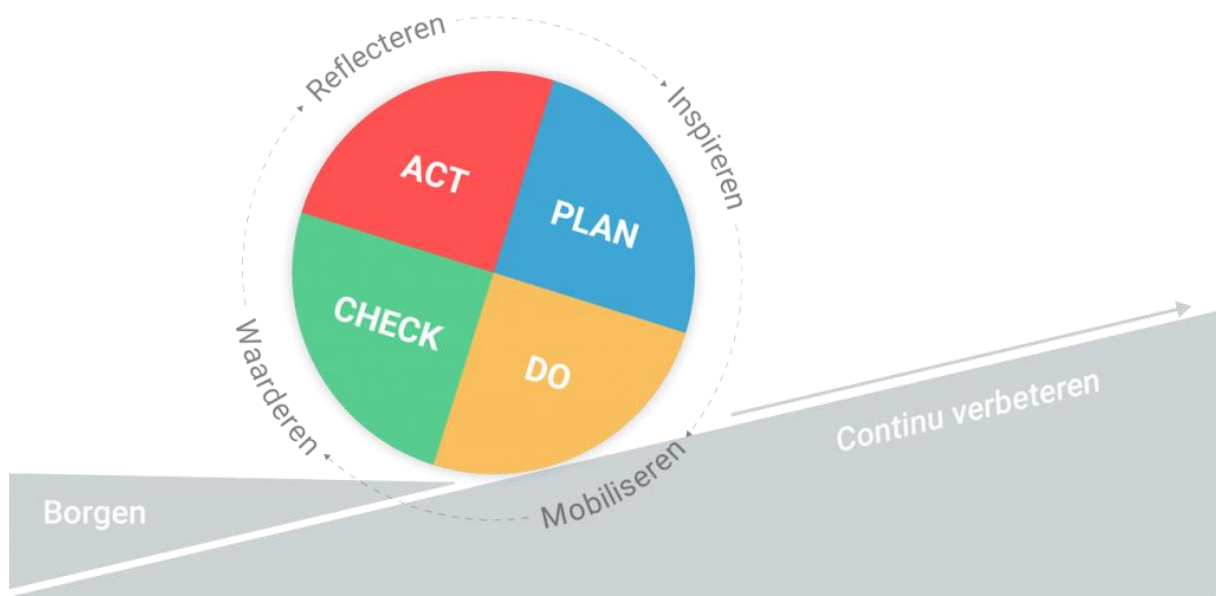 Reflecteren
Inspireren
ACT
PLAN
CHECK
DO
Waarderen
Mobiliseren
Continu verbeteren
Borgen